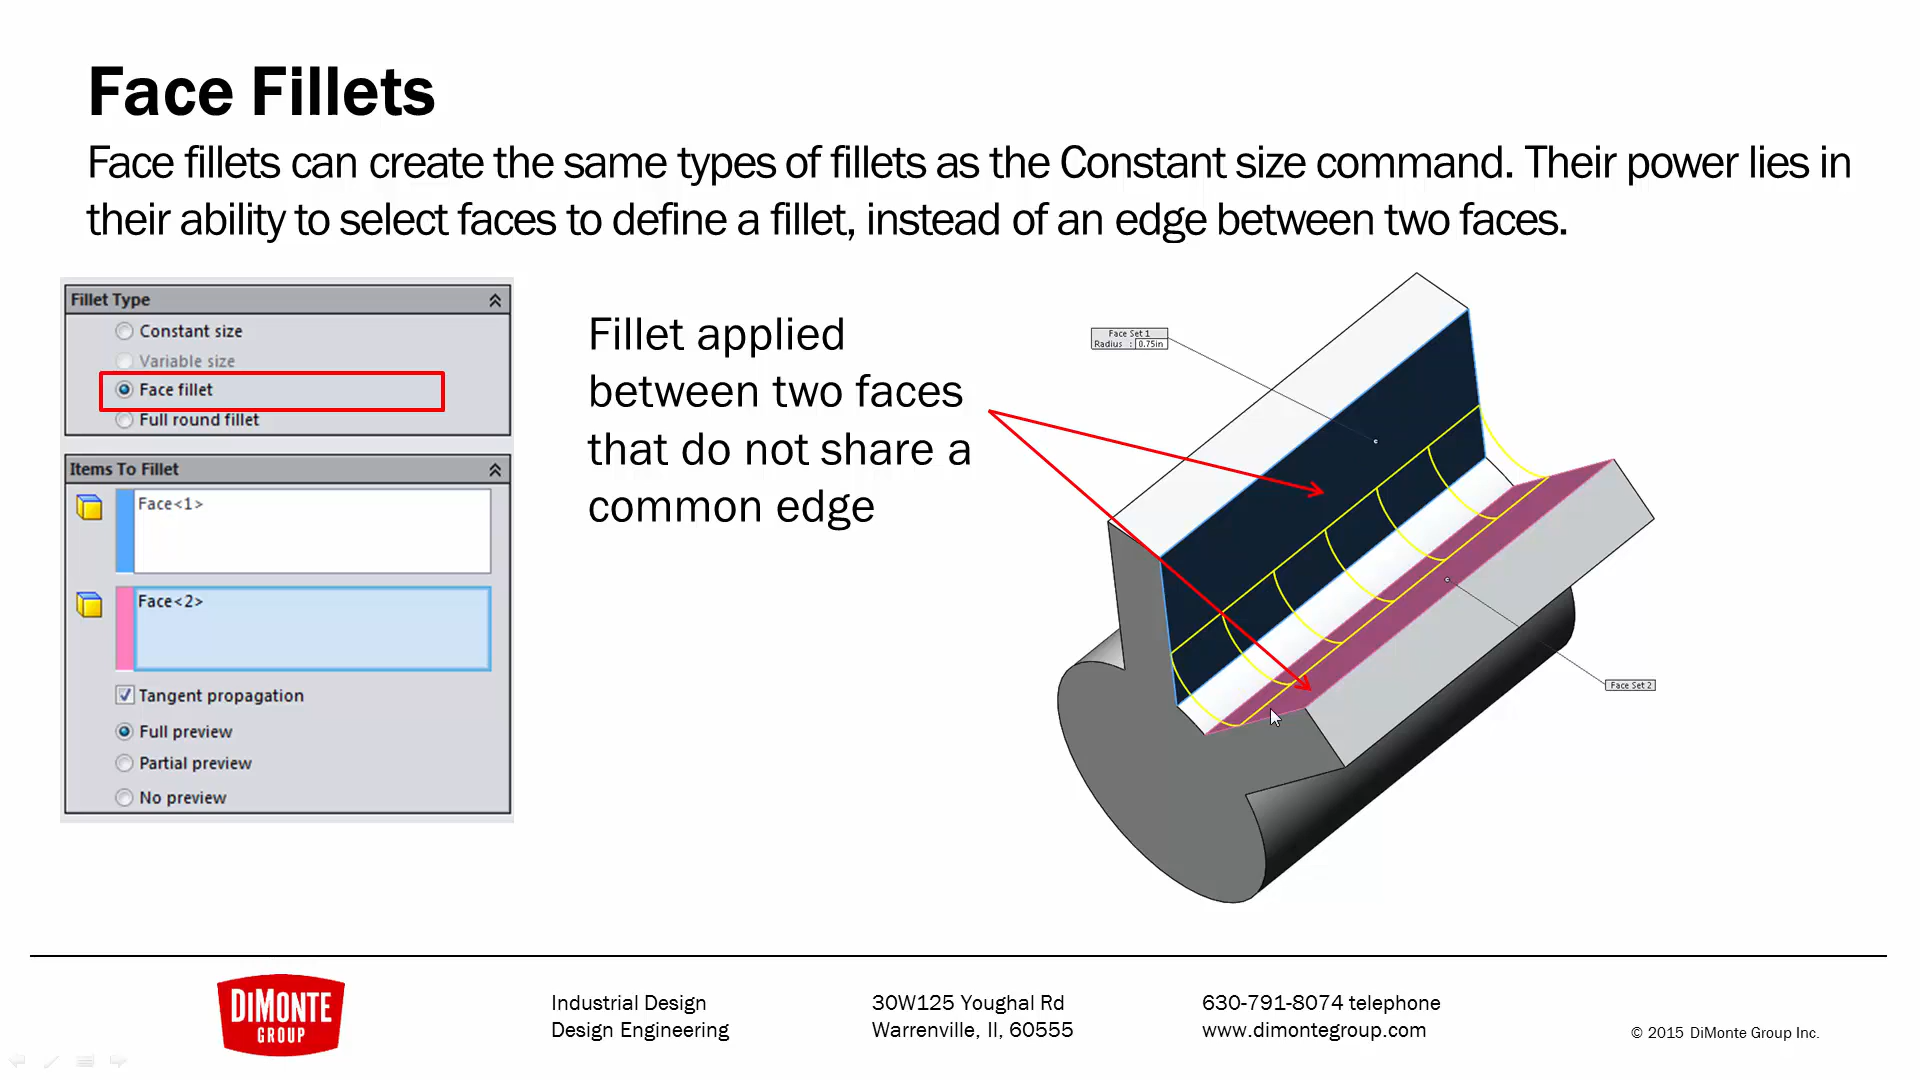 Face Fillets
Face fillets can create the same types of fillets as the Constant size command. Their power lies in
their ability to select faces to define a fillet, instead of an edge between two faces.
Fillet Type
Constant size
Variable size
Face fillet
Full round fillet
Items To Fillet
Face<1>
Face<2>
Tangent propagation
Full preview
Partial preview
No preview
Fillet applied
between two faces
that do not share a
common edge
Face Set 1
Radius : 0.75in
Face Set 2
DIMONTE
GROUP
Industrial Design
Design Engineering
30W125 Youghal Rd
Warrenville, Il, 60555
630-791-8074 telephone
www.dimontegroup.com
© 2015 DiMonte Group Inc.